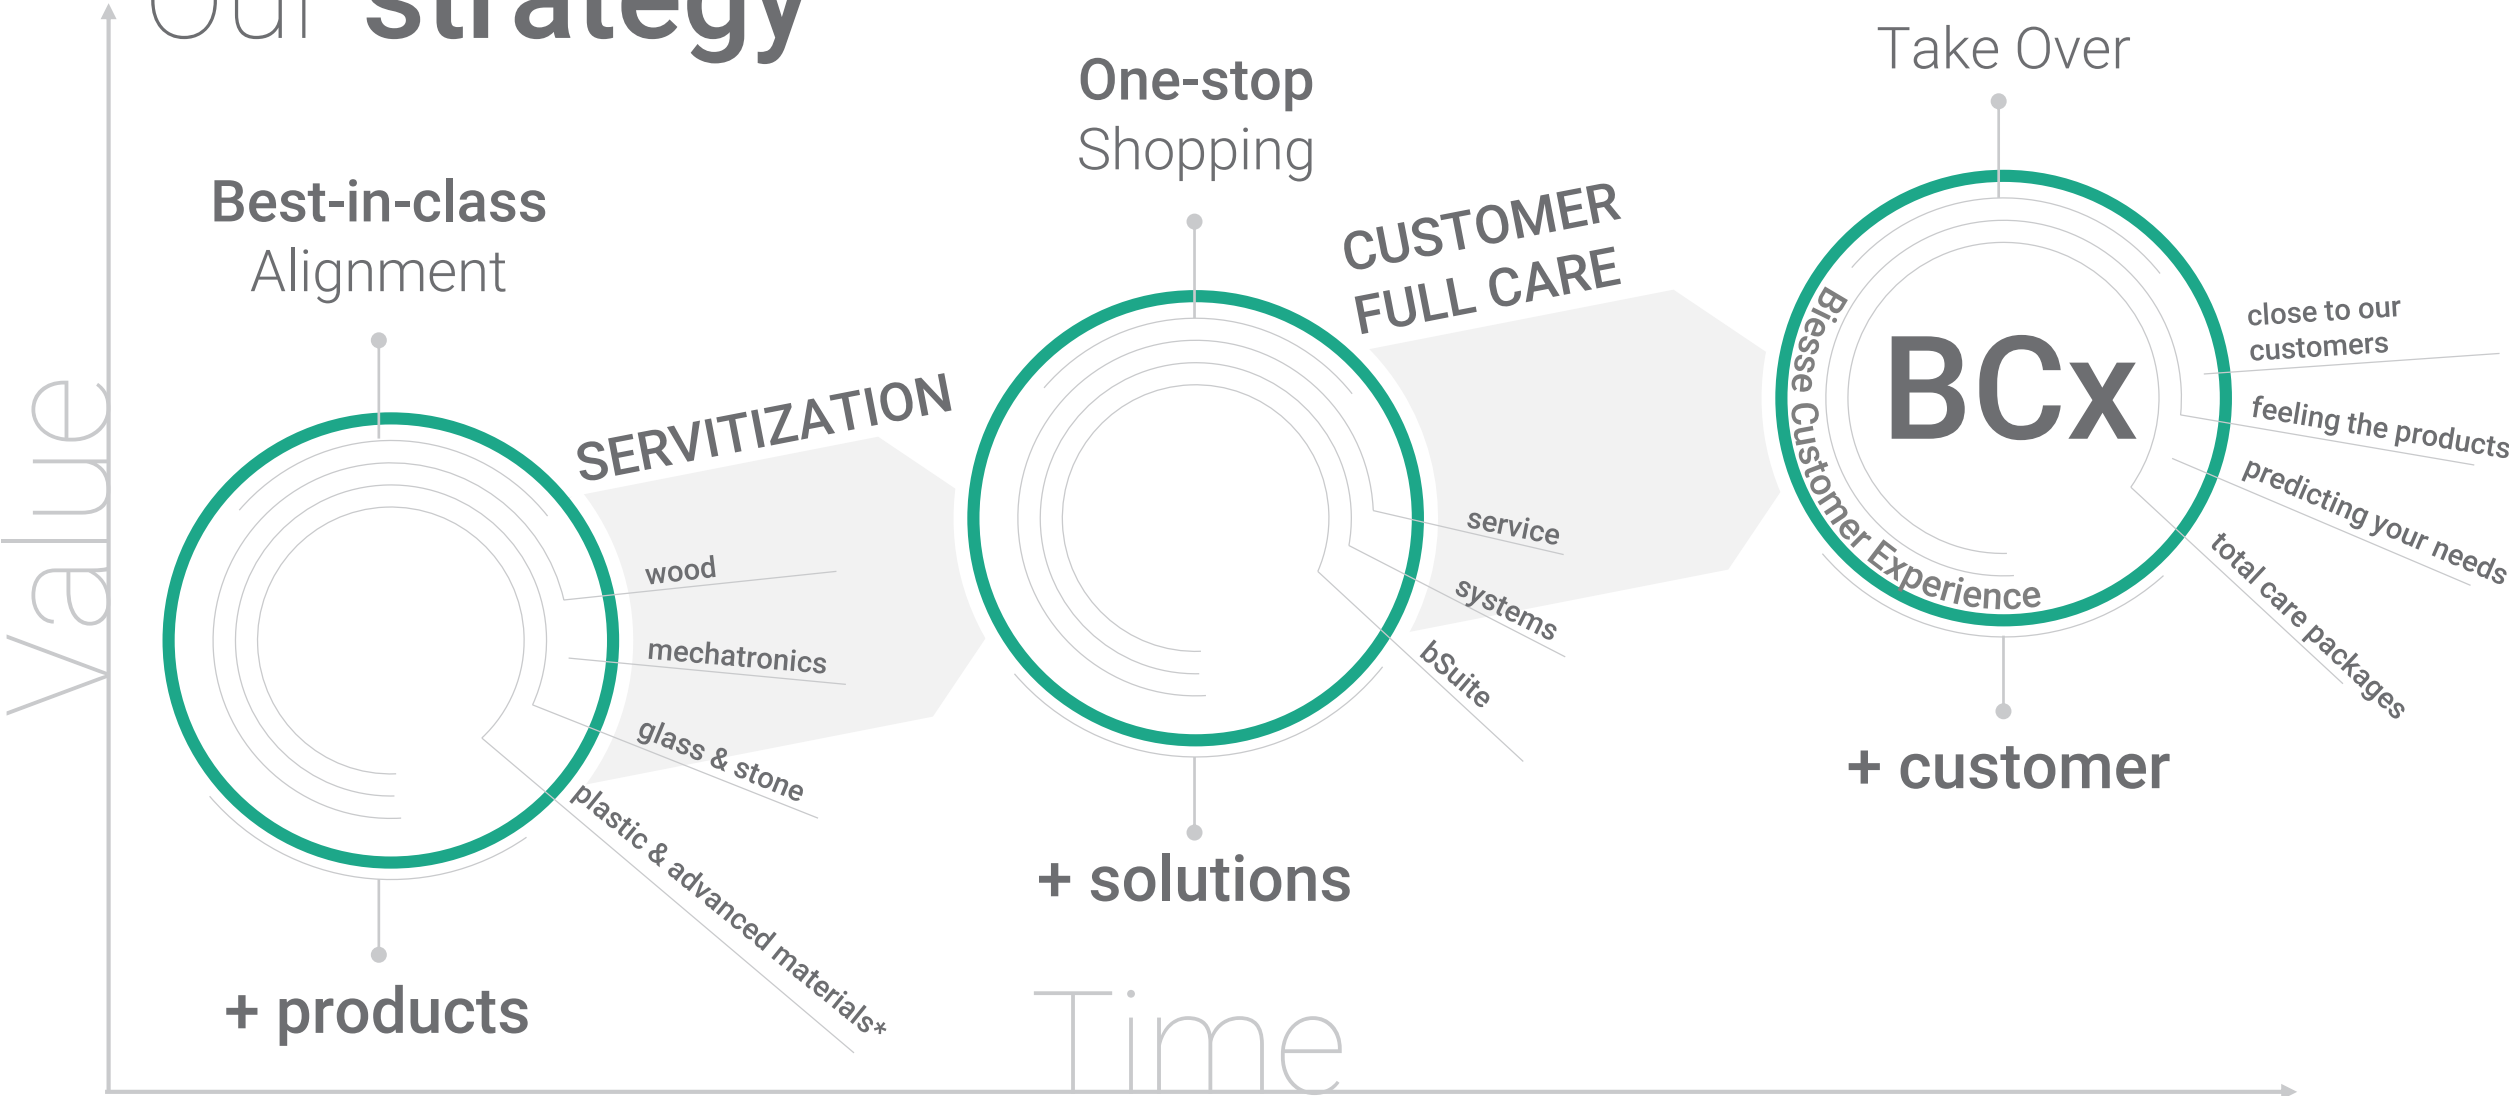 Our strategy
Best-in-class
Alignment
SERVITIZATION
wood
mechatronics
glass & stone
plastic & advanced materials*
+ products
One-stop
Shopping
CUSTOMER
FULL CARE
service
systems
bSuite
+ solutions
Take Over
BCx
Biesse Customer Experience
close to our
customers
feeling the products
predicting your needs
total care packages
+ customer
Value
Time